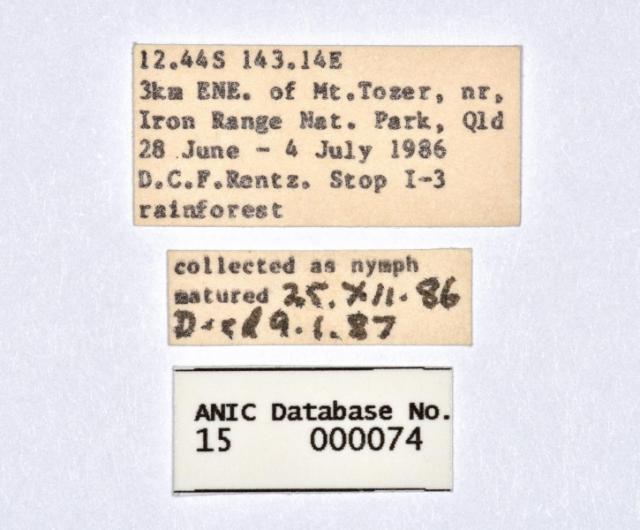 12.44S 143.14E
3km ENE. of Mt.Tozer, nr,
Iron Range Nat. Park, Qld
28 June - 4 July 1986
D.C.F.Rentz. Stop I-3
rainforest
collected as nymph
matured 25.XII.86
Died 9.1.87
ANIC Database No.
15 000074